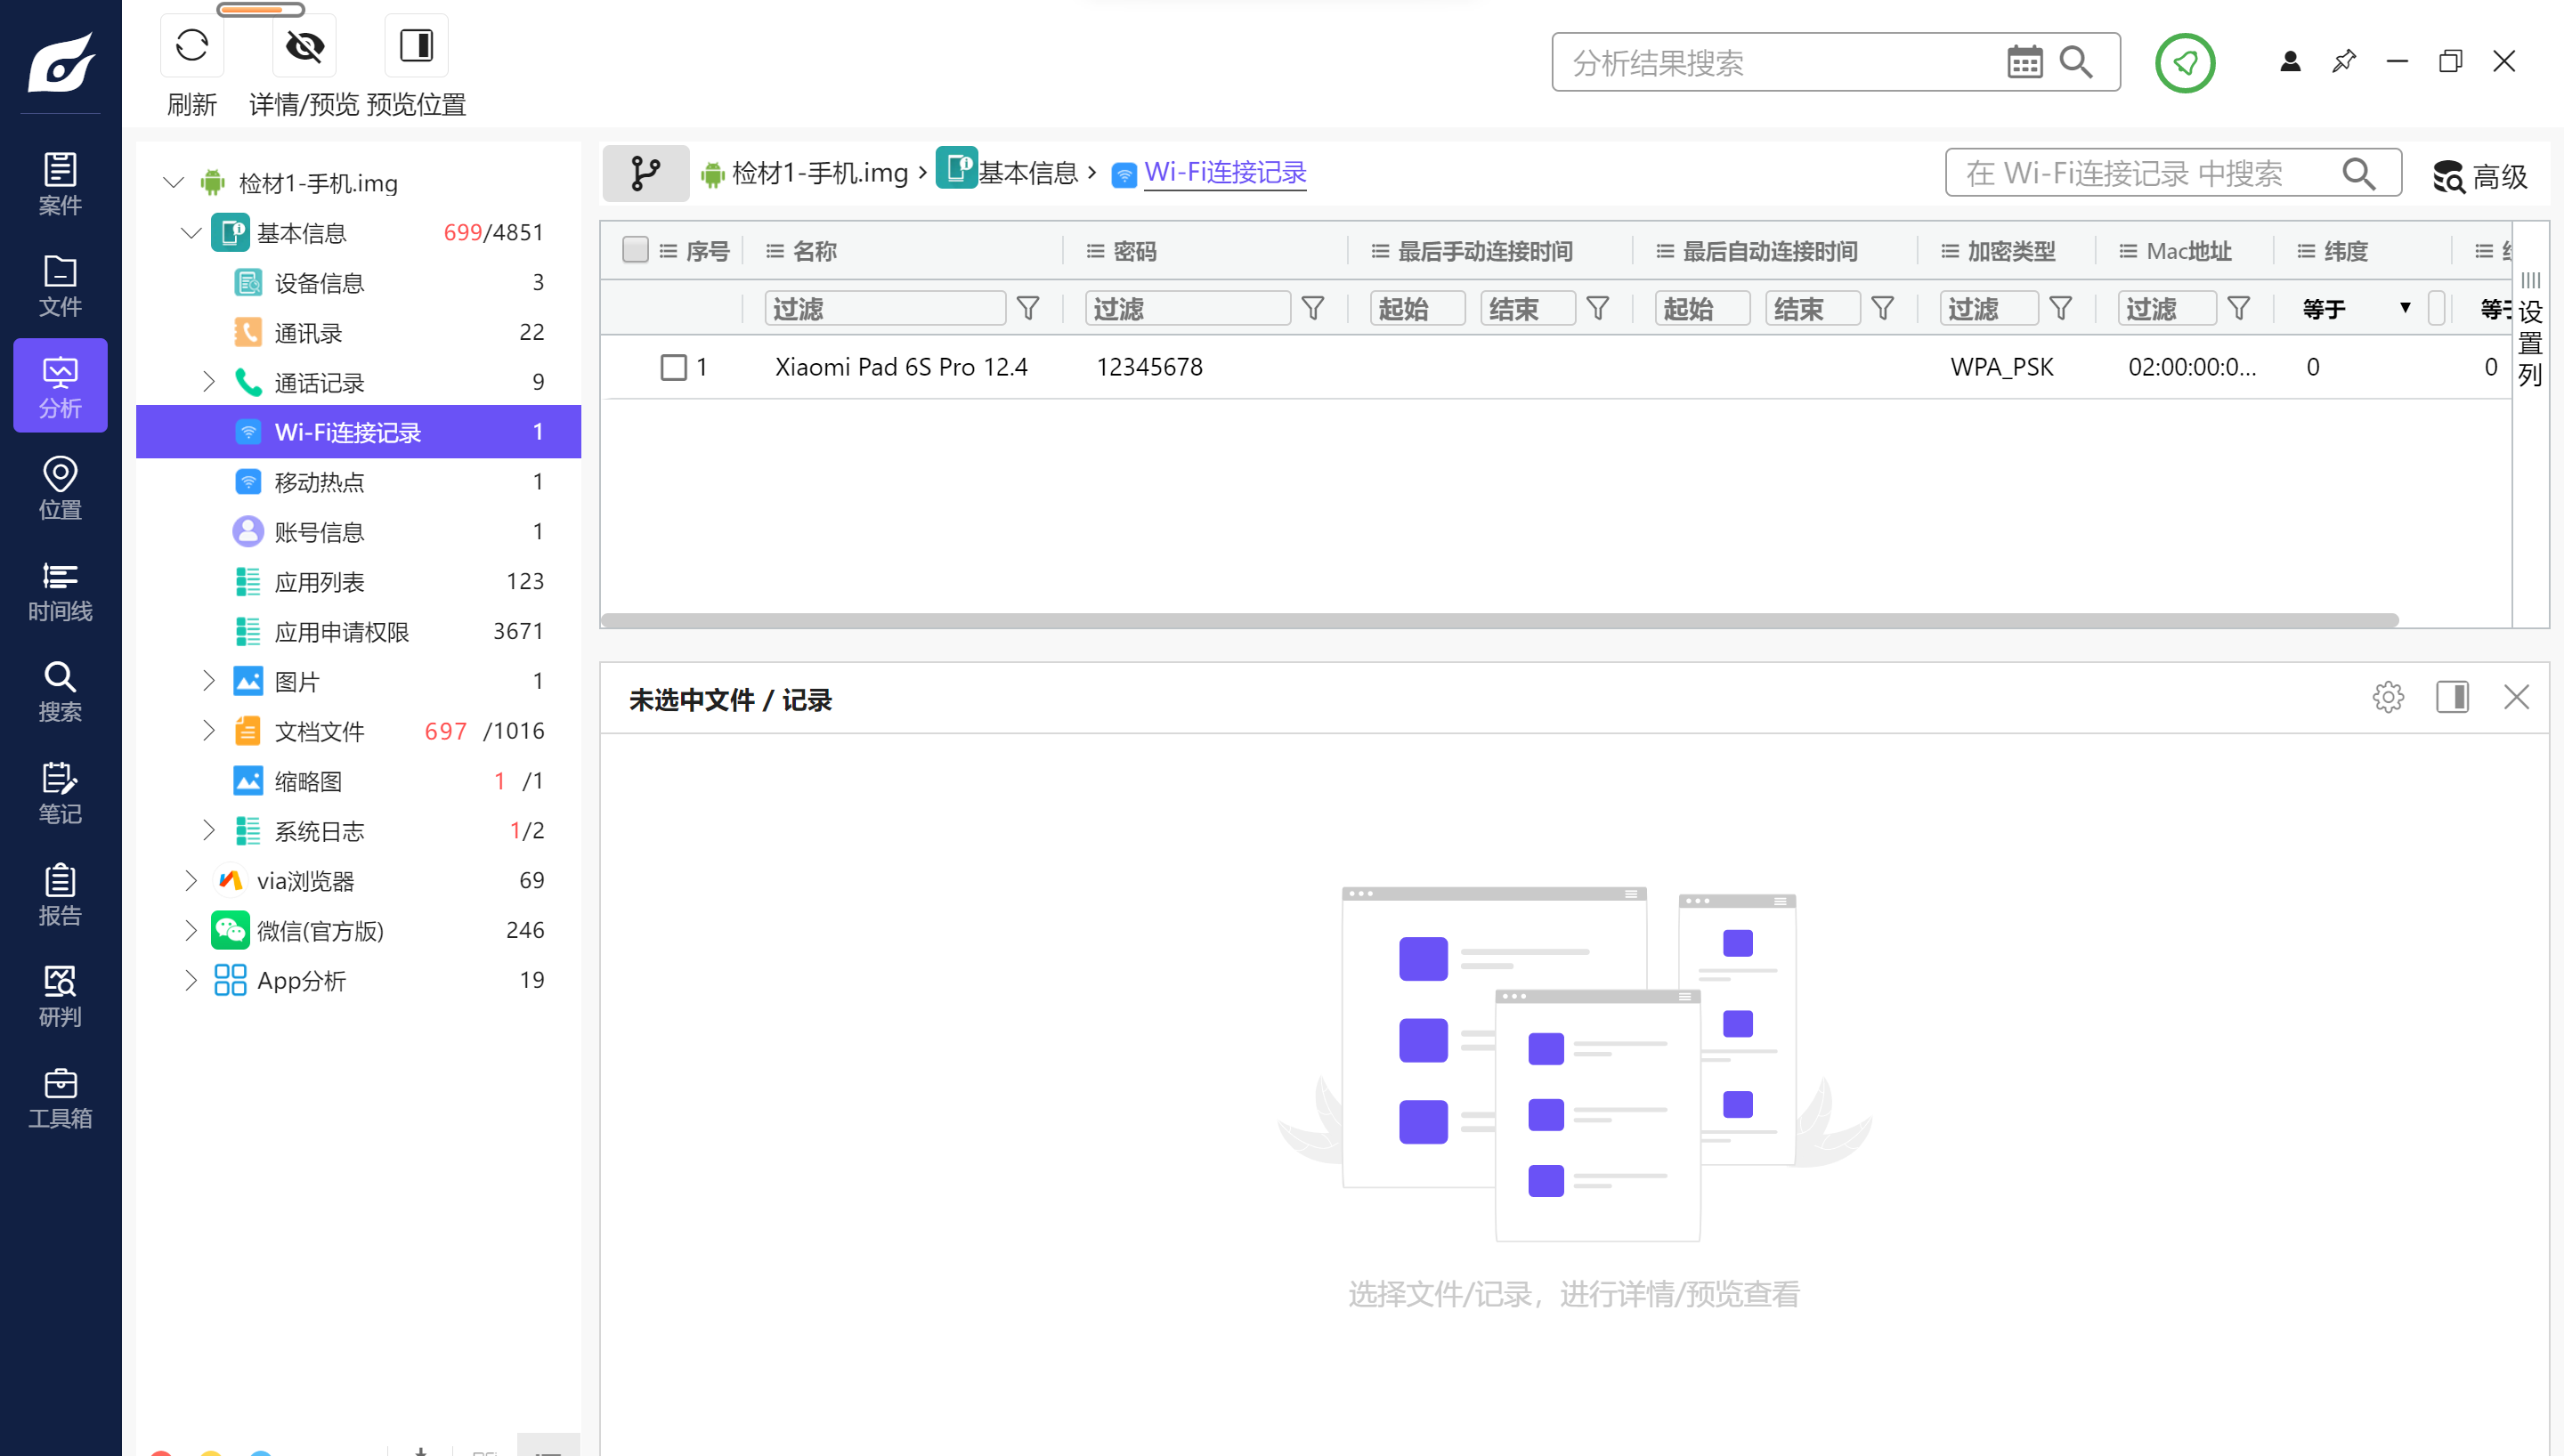 刷新
详情/预览
预览位置
分析结果搜索
案件
文件
分析
位置
时间线
搜索
笔记
报告
研判
工具箱
检材1-手机.img
基本信息 699/4851
设备信息 3
通讯录 22
通话记录 9
Wi-Fi连接记录 1
移动热点 1
账号信息 1
应用列表 123
应用申请权限 3671
图片 1
文档文件 697 /1016
缩略图 1 /1
系统日志 1/2
via浏览器 69
微信(官方版) 246
App分析 19
检材1-手机.img › 基本信息 › Wi-Fi连接记录
在 Wi-Fi连接记录 中搜索
高级
序号 名称 密码 最后手动连接时间 最后自动连接时间 加密类型 Mac地址 纬度
过滤 过滤 起始 结束 起始 结束 过滤 过滤 等于
1 Xiaomi Pad 6S Pro 12.4 12345678 WPA_PSK 02:00:00:0... 0 0
设置列
未选中文件 / 记录
选择文件/记录，进行详情/预览查看